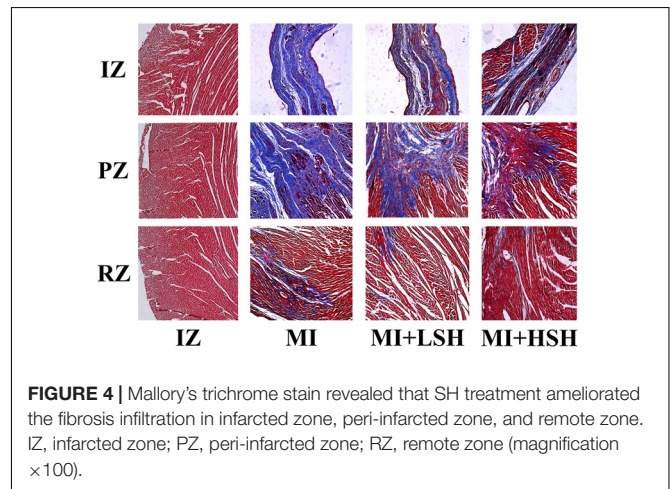 IZ
PZ
RZ
IZ MI MI+LSH MI+HSH
FIGURE 4 | Mallory's trichrome stain revealed that SH treatment ameliorated
the fibrosis infiltration in infarcted zone, peri-infarcted zone, and remote zone.
IZ, infarcted zone; PZ, peri-infarcted zone; RZ, remote zone (magnification
×100).